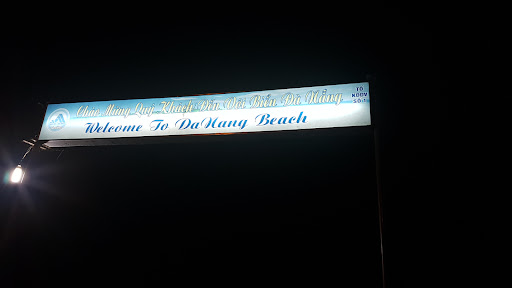 Chào Mừng Quý Khách Đến Với Biển Đà Nẵng
Welcome To DaNang Beach